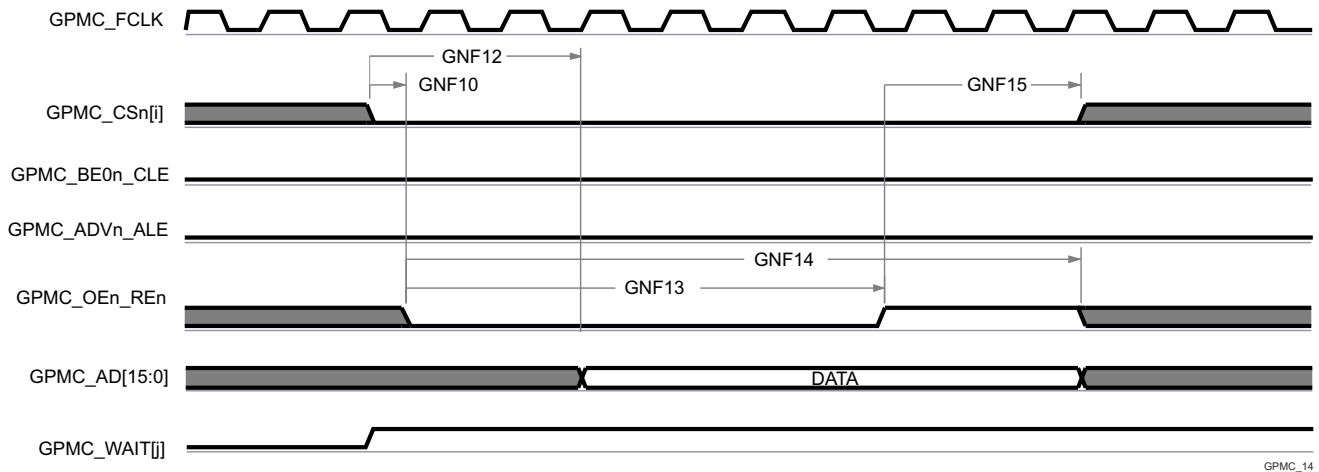 GPMC_FCLK
GNF12
GNF10
GNF15
GPMC_CSn[i]
GPMC_BE0n_CLE
GPMC_ADVn_ALE
GNF14
GNF13
GPMC_OEn_REn
GPMC_AD[15:0]
DATA
GPMC_WAIT[j]
GPMC_14